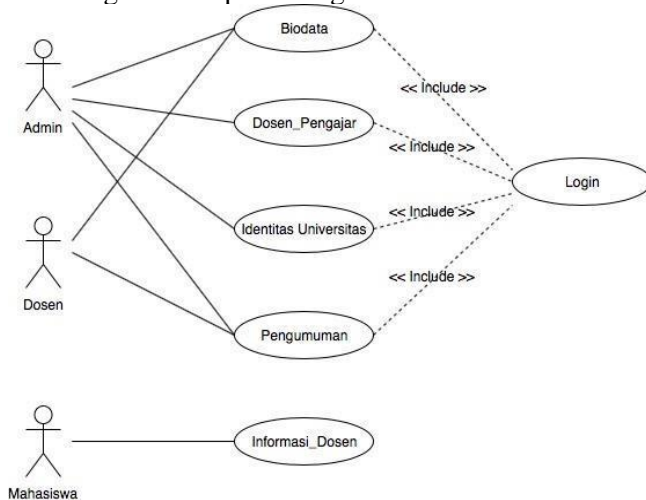 Biodata
<< Include >>
Admin
Dosen_Pengajar
<< Include >>
Login
<< Include >>
Identitas Universitas
<< Include >>
Dosen
Pengumuman
Informasi_Dosen
Mahasiswa